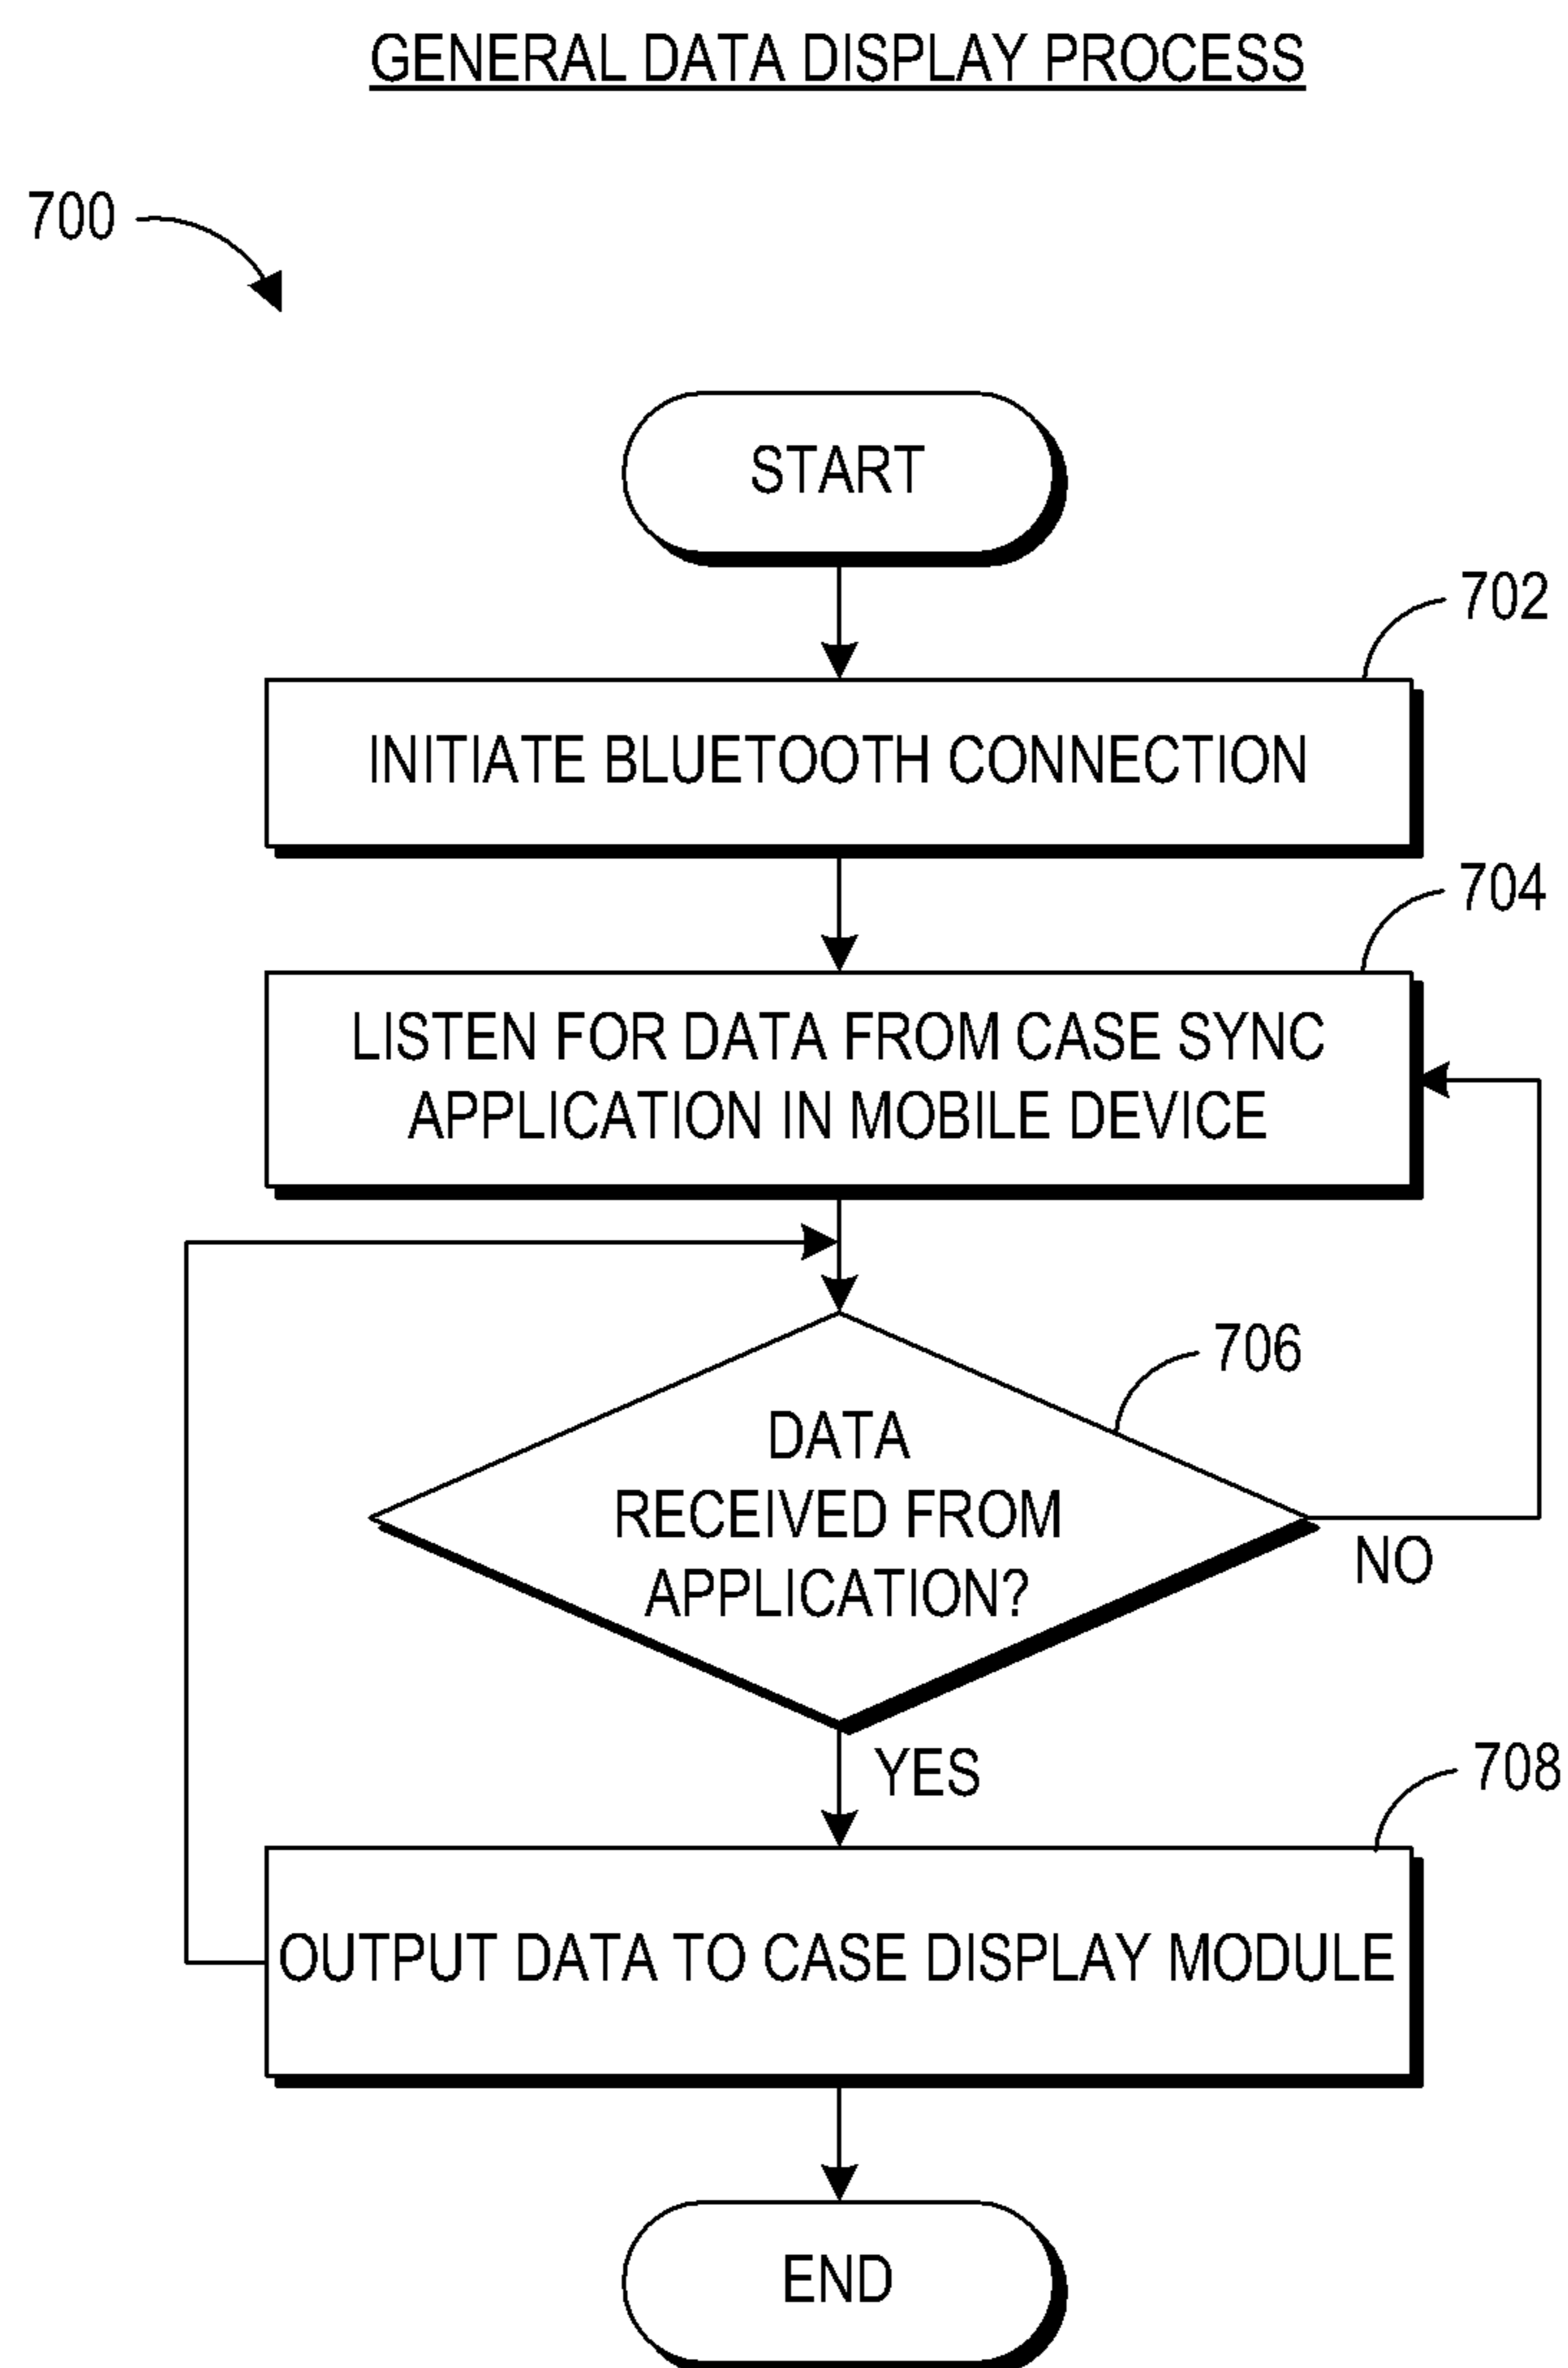 GENERAL DATA DISPLAY PROCESS
700
START
702
INITIATE BLUETOOTH CONNECTION
704
LISTEN FOR DATA FROM CASE SYNC
APPLICATION IN MOBILE DEVICE
706
DATA
RECEIVED FROM
APPLICATION?
NO
YES
708
OUTPUT DATA TO CASE DISPLAY MODULE
END